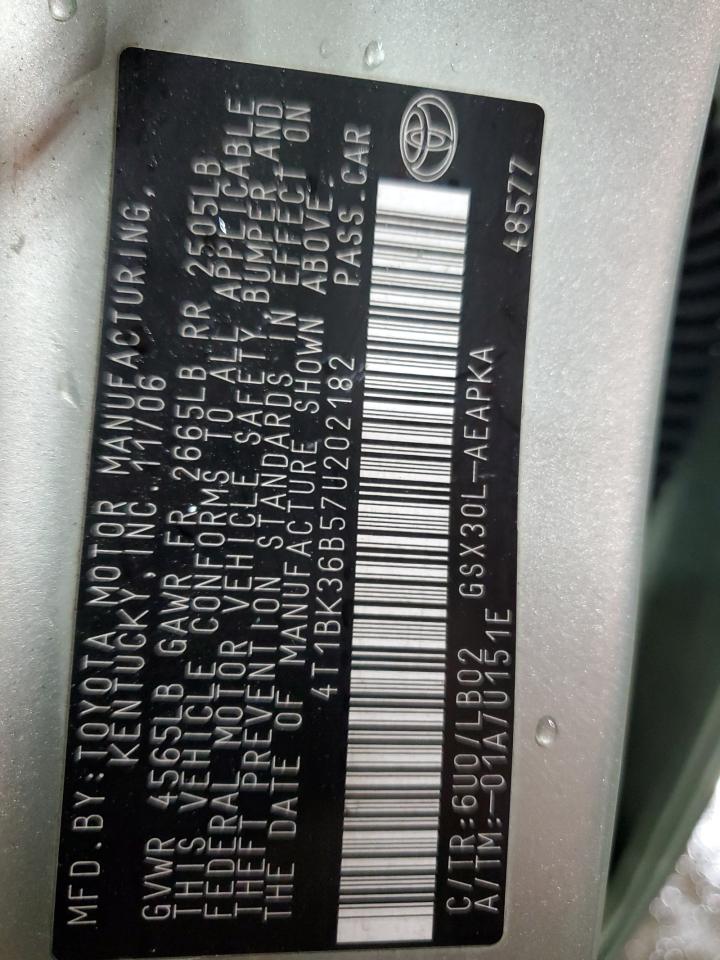 MFD.BY:TOYOTA MOTOR MANUFACTURING,
KENTUCKY, INC. 11/06
GVWR 4565LB GAWR FR 2665LB RR 2505LB
THIS VEHICLE CONFORMS TO ALL APPLICABLE
FEDERAL MOTOR VEHICLE SAFETY, BUMPER, AND
THEFT PREVENTION STANDARDS IN EFFECT ON
THE DATE OF MANUFACTURE SHOWN ABOVE.
4T1BK36B57U202182 PASS.CAR
C/TR:6U0/LB02 GSX30L-AEAPKA
A/TM:-01A/U151E 48577